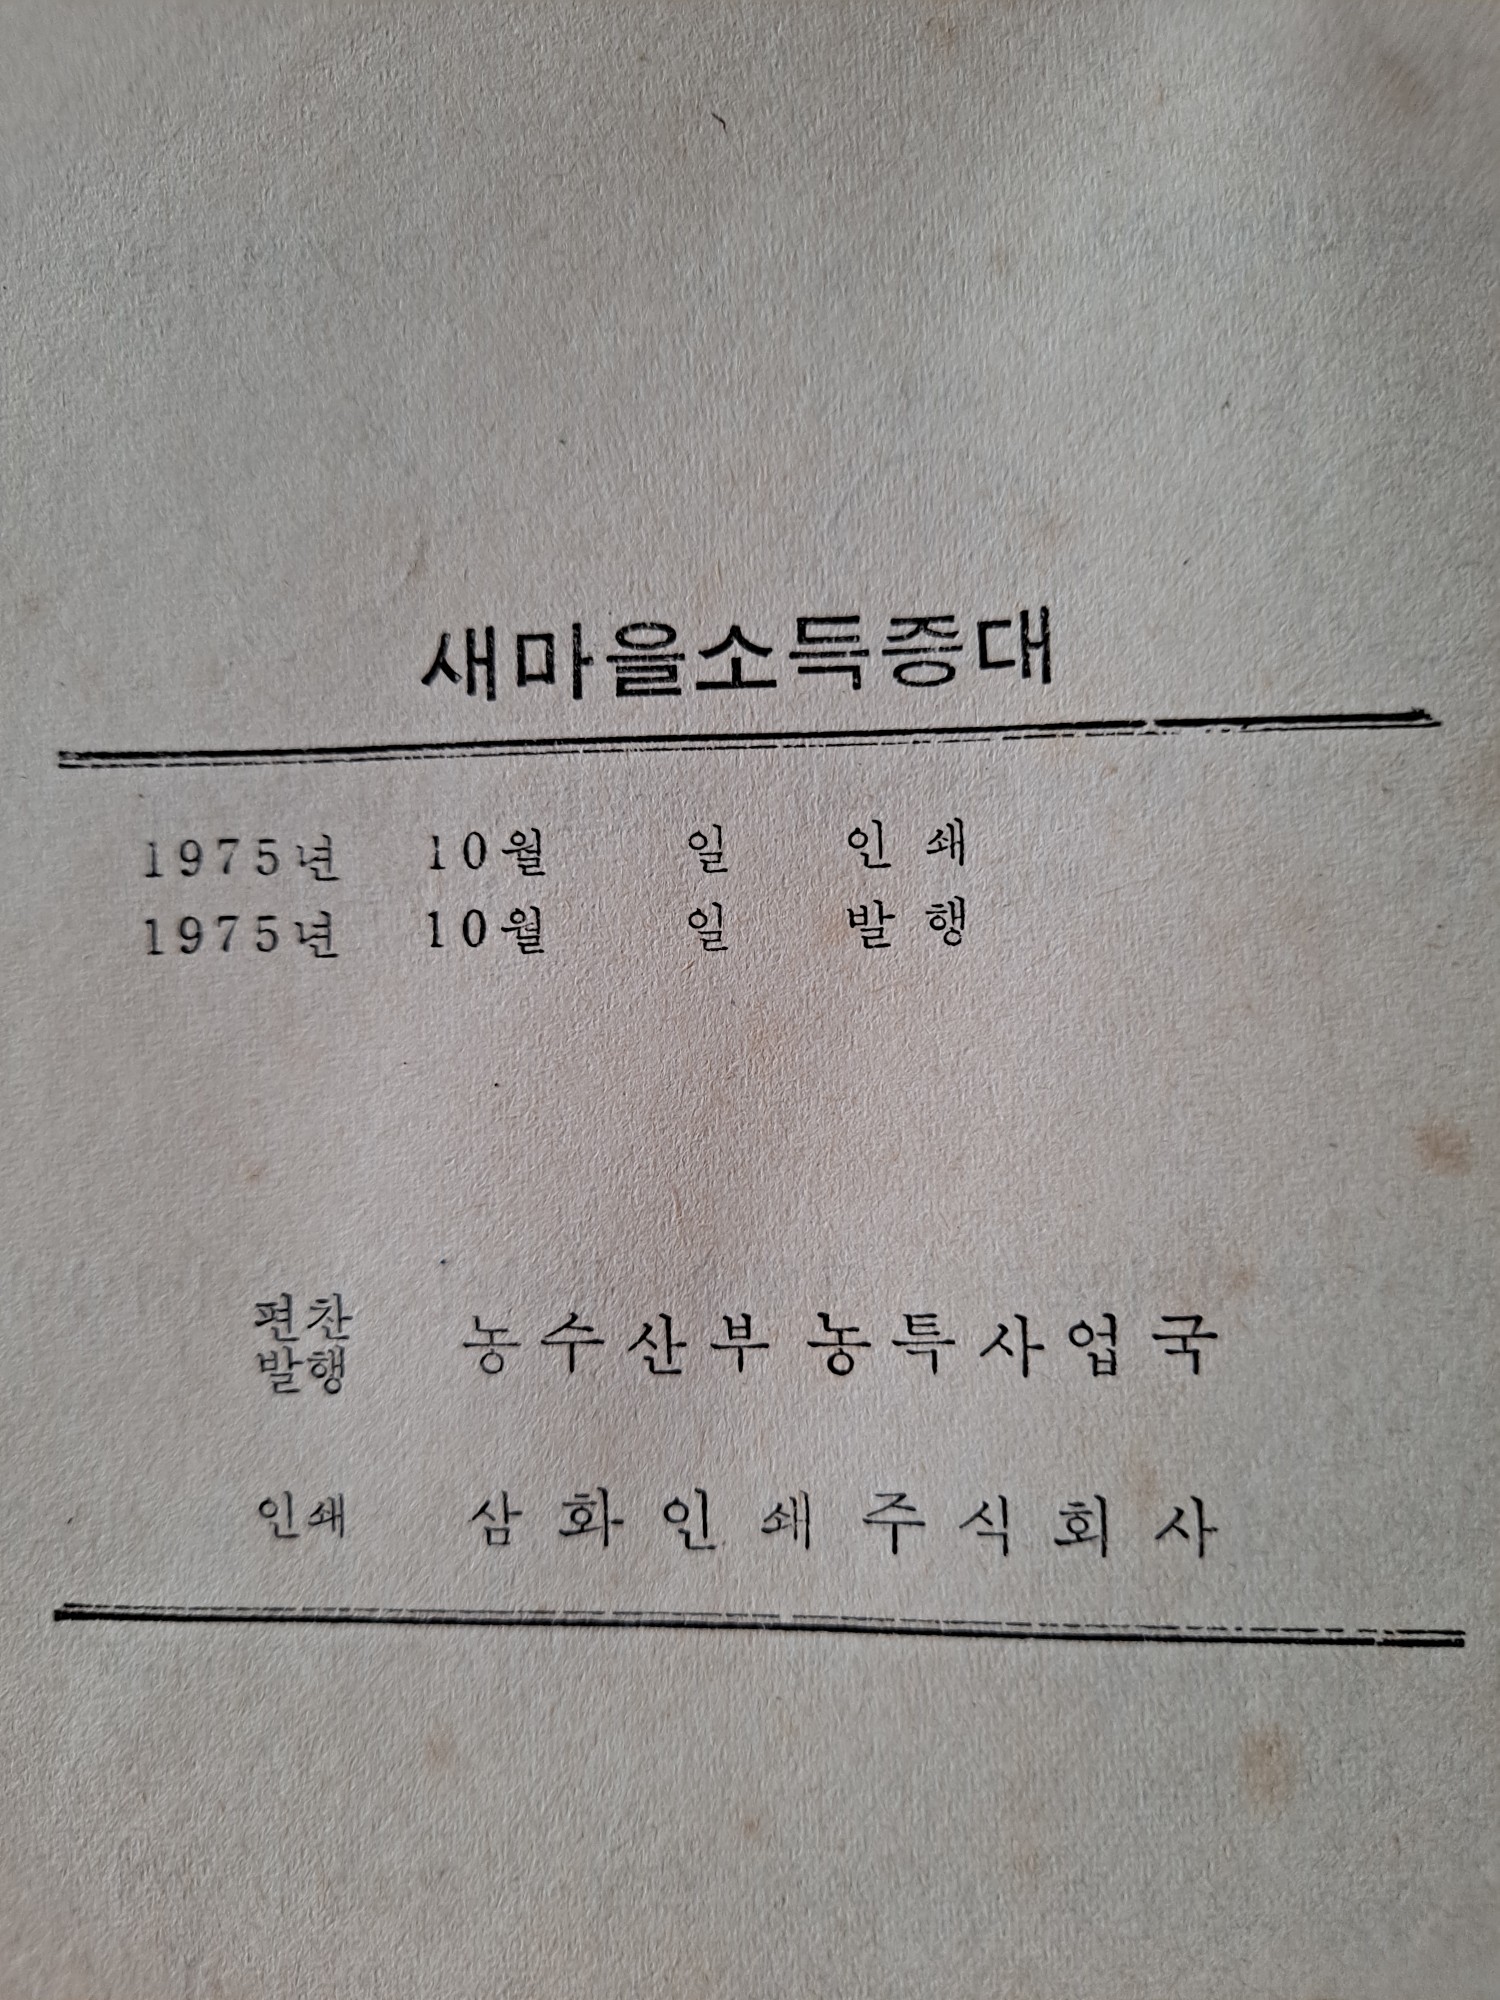 새마을소득증대
1975년 10월 일 인쇄
1975년 10월 일 발행
편찬
발행 농수산부 농특사업국
인쇄 삼화인쇄주식회사